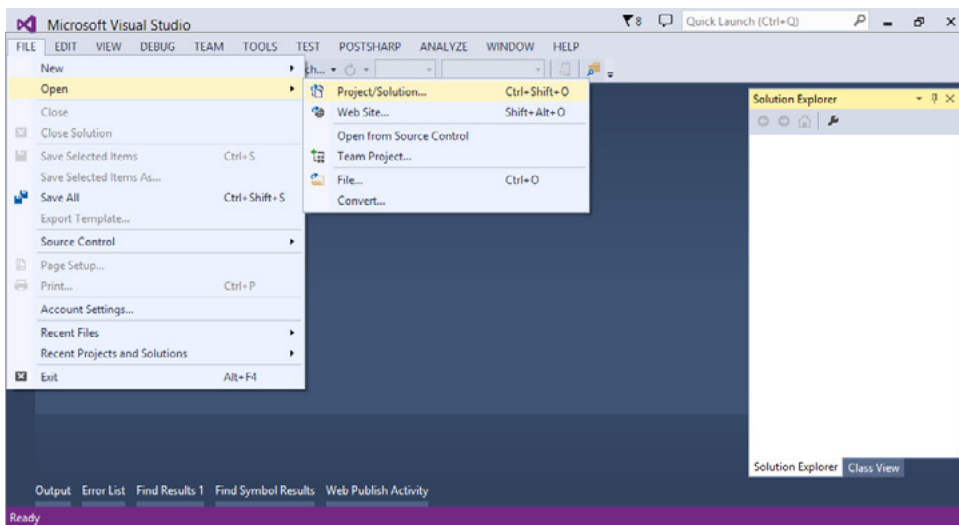 Microsoft Visual Studio
8
Quick Launch (Ctrl+Q)
FILE EDIT VIEW DEBUG TEAM TOOLS TEST POSTSHARP ANALYZE WINDOW HELP
New
ch...
Open
Project/Solution... Ctrl+Shift+O
Web Site... Shift+Alt+O
Open from Source Control
Team Project...
File... Ctrl+O
Convert...
Close
Close Solution
Save Selected Items Ctrl+S
Save Selected Items As...
Save All Ctrl+Shift+S
Export Template...
Source Control
Page Setup...
Print... Ctrl+P
Account Settings...
Recent Files
Recent Projects and Solutions
Exit Alt+F4
Solution Explorer
Solution Explorer Class View
Output Error List Find Results 1 Find Symbol Results Web Publish Activity
Ready